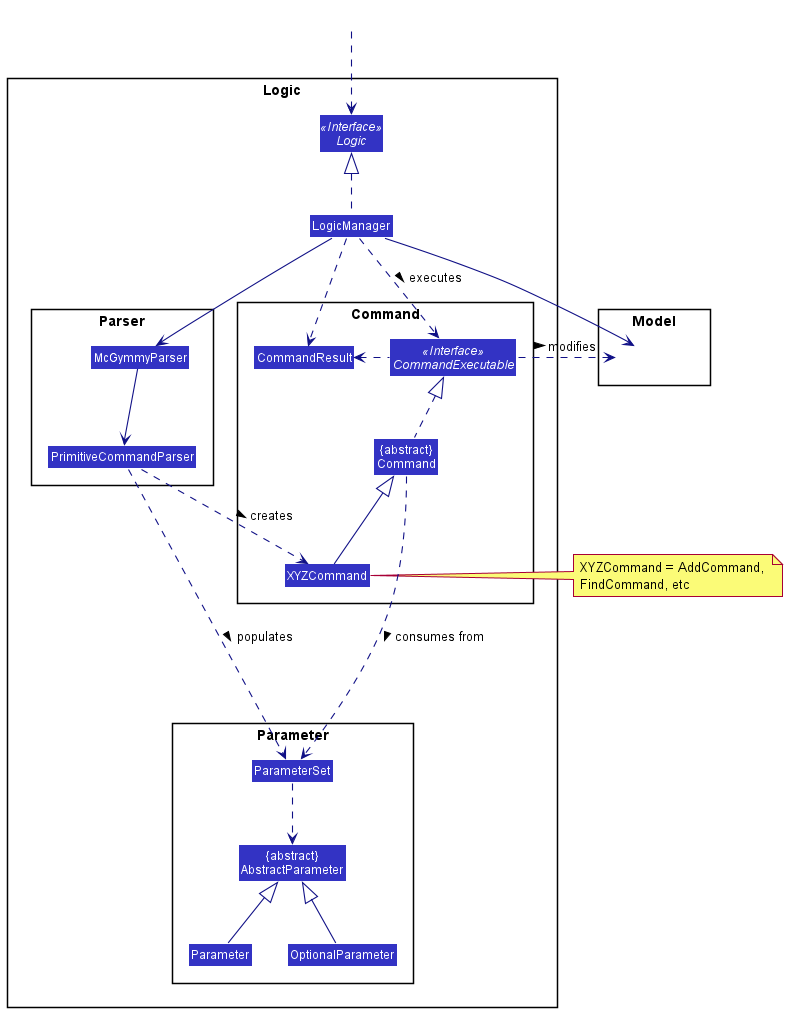 Logic
«Interface»
Logic
LogicManager
executes
Parser
Command
Model
McGymmyParser
CommandResult
«Interface»
CommandExecutable
modifies
{abstract}
Command
PrimitiveCommandParser
creates
XYZCommand
XYZCommand = AddCommand,
FindCommand, etc
populates
consumes from
Parameter
ParameterSet
{abstract}
AbstractParameter
Parameter
OptionalParameter